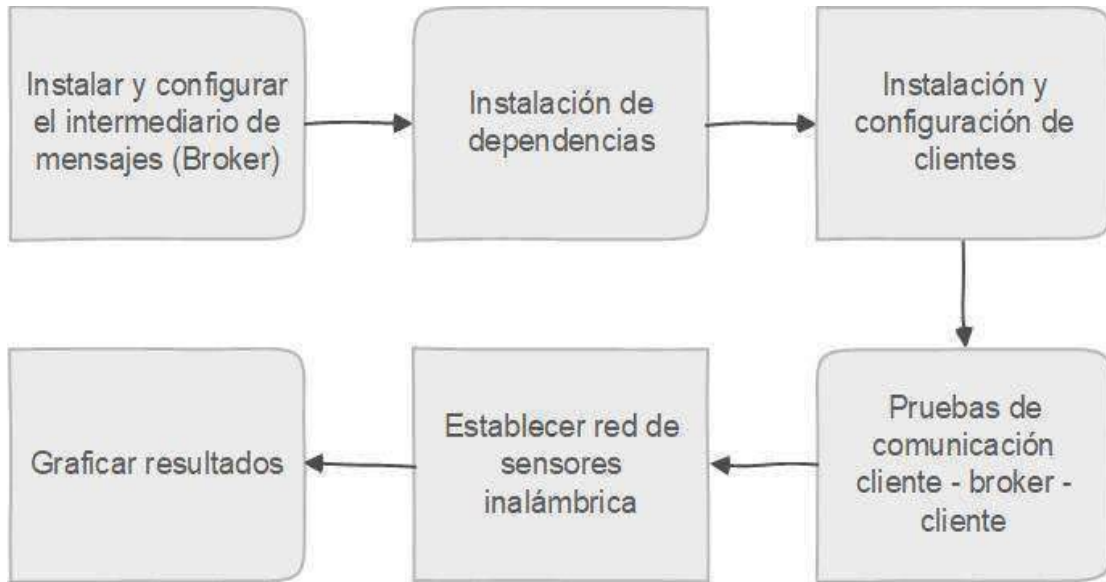 Instalar y configurar
el intermediario de
mensajes (Broker)
Instalación de
dependencias
Instalación y
configuración de
clientes
Pruebas de
comunicación
cliente - broker -
cliente
Establecer red de
sensores
inalámbrica
Graficar resultados